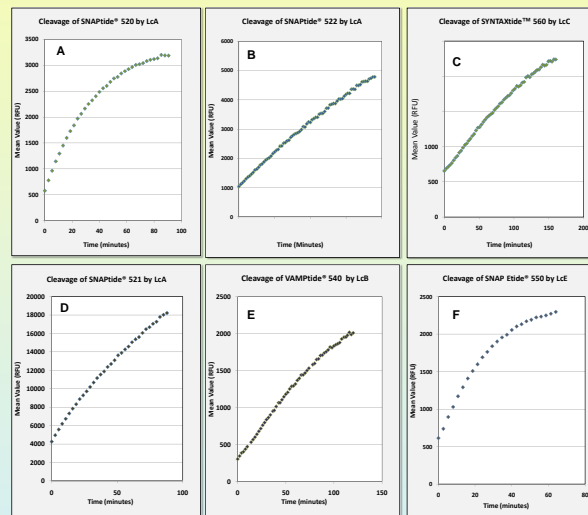 Cleavage of SNAPtide® 520 by LcA
A
Mean Value (RFU)
3500
3000
2500
2000
1500
1000
500
0
0 20 40 60 80 100
Time (minutes)
Cleavage of SNAPtide® 522 by LcA
B
Mean Value (RFU)
6000
5000
4000
3000
2000
1000
0
Time (Minutes)
Cleavage of SYNTAXtide™ 560 by LcC
C
Mean Value (RFU)
1000
0
0 50 100 150 200
Time (minutes)
Cleavage of SNAPtide® 521 by LcA
D
Mean Value (RFU)
18000
16000
14000
12000
10000
8000
6000
4000
2000
0
0 50 100
Time (minutes)
Cleavage of VAMPtide® 540 by LcB
E
Mean Value (RFU)
2500
2000
1500
1000
500
0
0 50 100 150
Time (minutes)
Cleavage of SNAP Etide® 550 by LcE
F
Mean Value (RFU)
2500
2000
1500
1000
500
0
0 20 40 60 80
Time (minutes)